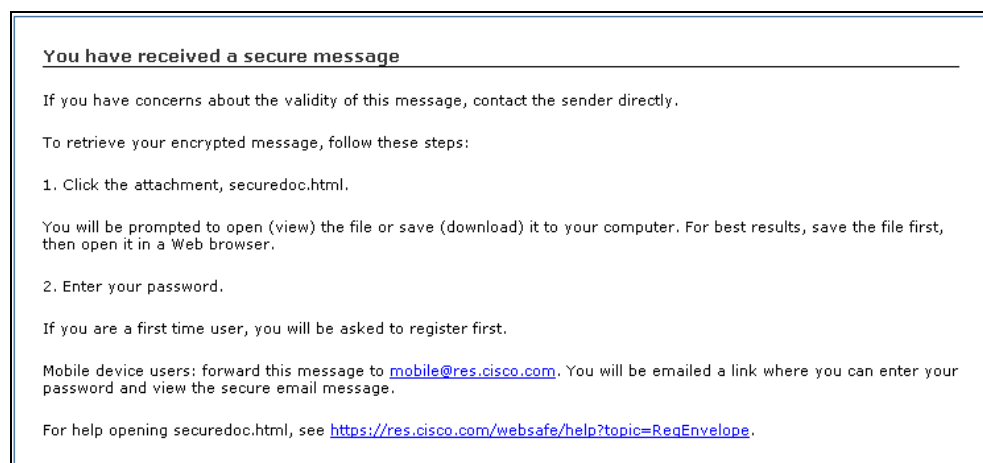 You have received a secure message
If you have concerns about the validity of this message, contact the sender directly.
To retrieve your encrypted message, follow these steps:
1. Click the attachment, securedoc.html.
You will be prompted to open (view) the file or save (download) it to your computer. For best results, save the file first,
then open it in a Web browser.
2. Enter your password.
If you are a first time user, you will be asked to register first.
Mobile device users: forward this message to mobile@res.cisco.com. You will be emailed a link where you can enter your
password and view the secure email message.
For help opening securedoc.html, see https://res.cisco.com/websafe/help?topic=RegEnvelope.